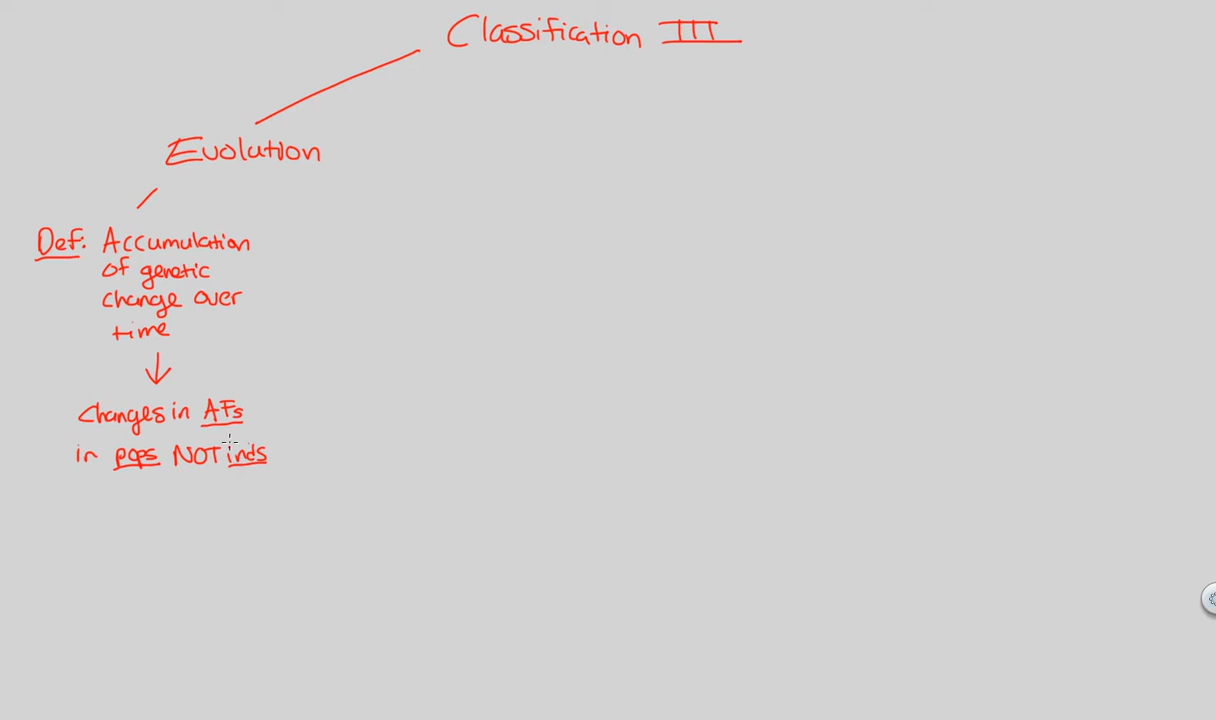 Classification III
Evolution
Def: Accumulation
of genetic
change over
time
Changes in AFs
in pops NOT inds